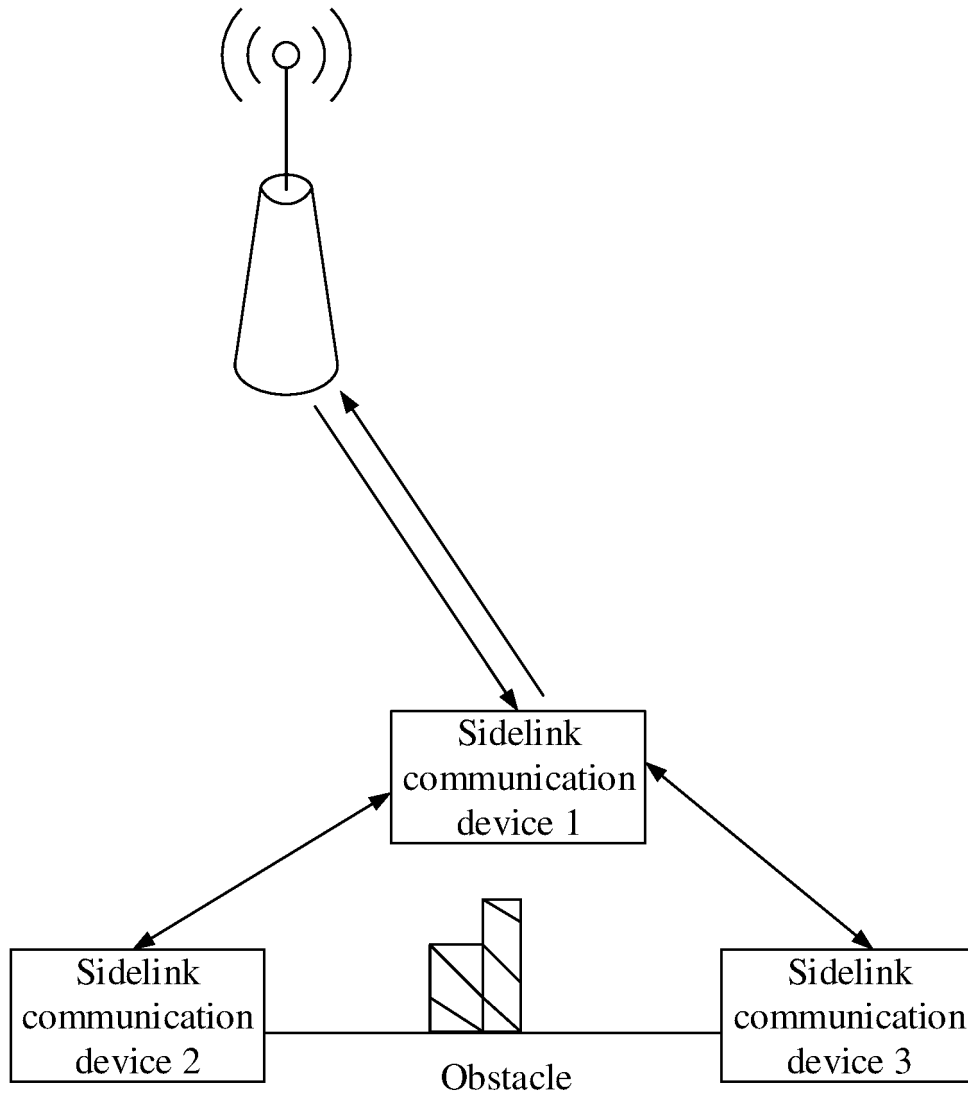 Sidelink
communication
device 1
Sidelink
communication
device 2
Sidelink
communication
device 3
Obstacle